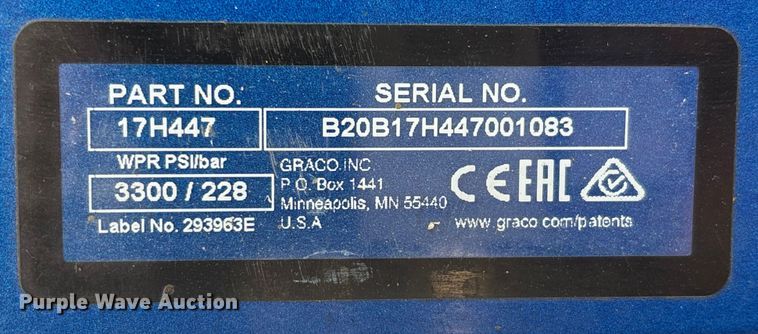 PART NO.
SERIAL NO.
17H447
B20B17H447001083
WPR PSI/bar
3300 / 228
Label No. 293963E
GRACO INC
P.O. Box 1441
Minneapolis, MN 55440
U.S.A
CE EAC
www.graco.com/patents
Purple Wave Auction